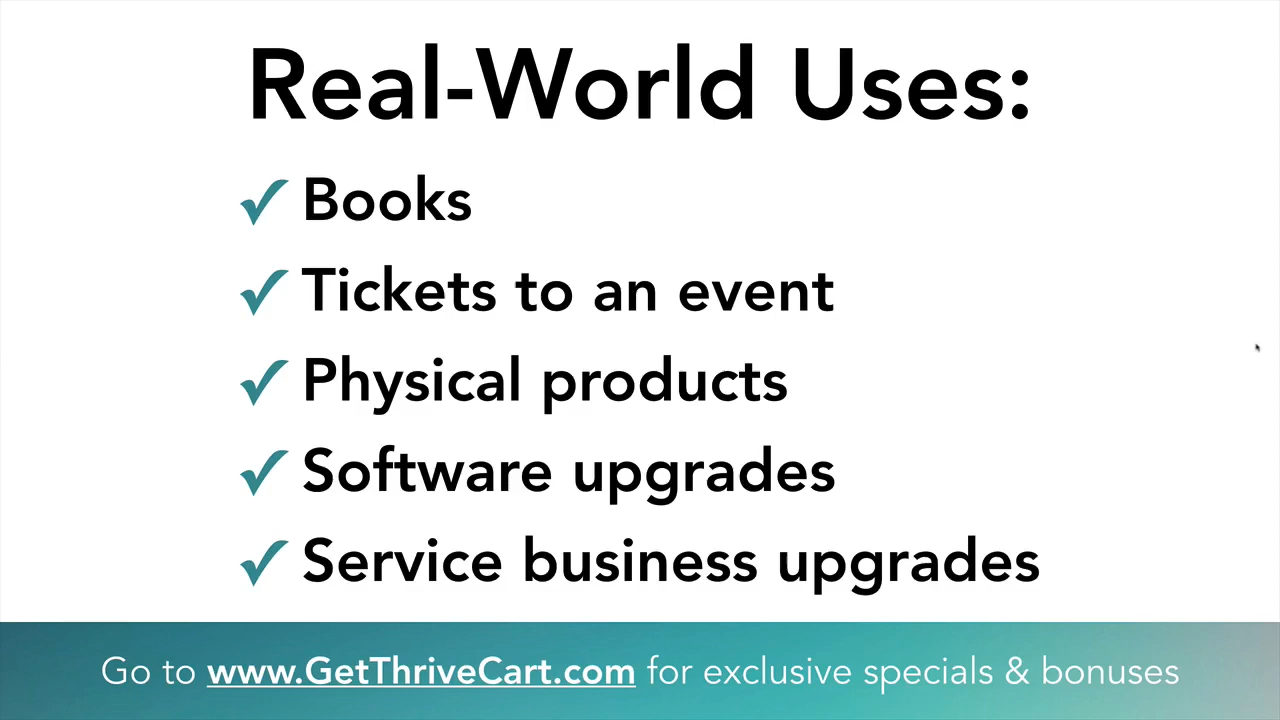 Real-World Uses:
✓ Books
✓ Tickets to an event
✓ Physical products
✓ Software upgrades
✓ Service business upgrades
Go to www.GetThriveCart.com for exclusive specials & bonuses